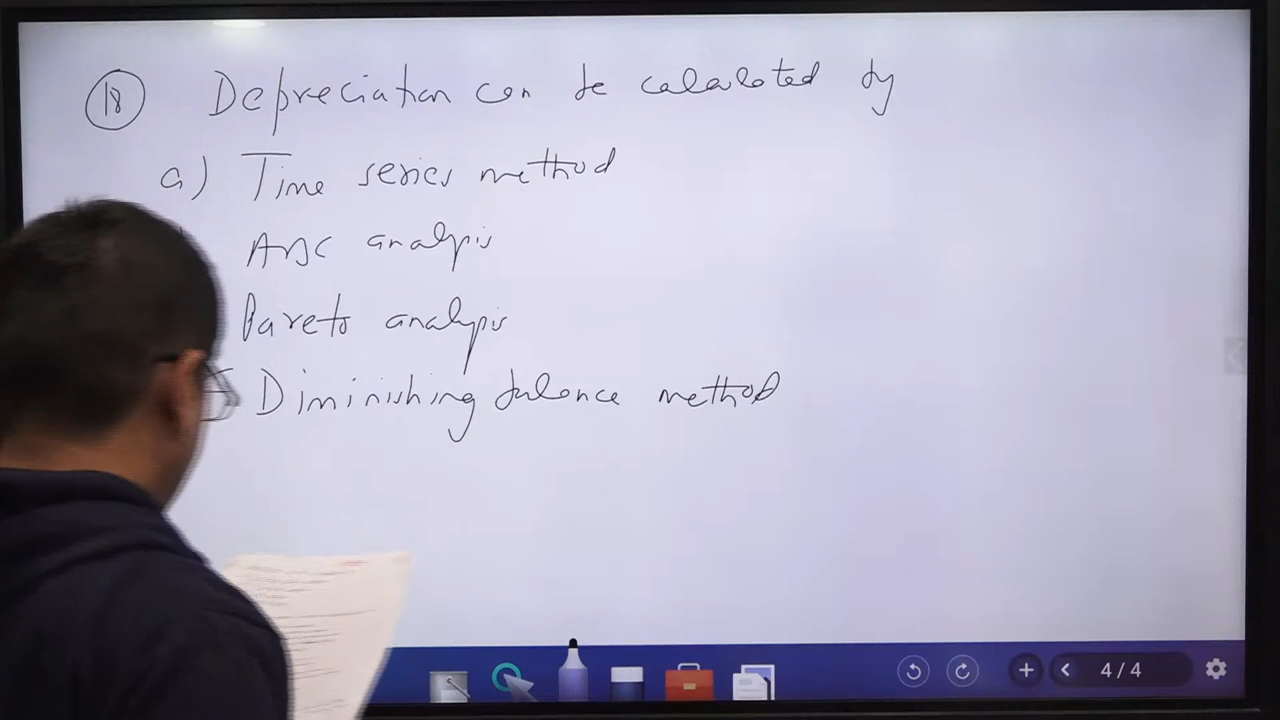 18 Depreciation can be calculated by
a) Time series method
ABC analysis
Pareto analysis
Diminishing balance method
4/4